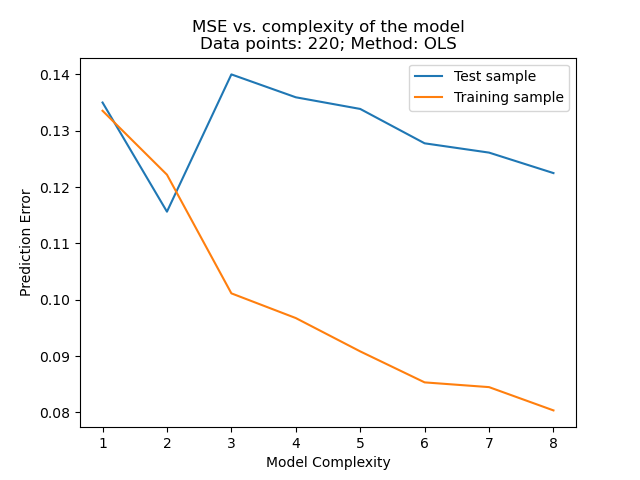 MSE vs. complexity of the model
Data points: 220; Method: OLS
Test sample
Training sample
Prediction Error
0.14
0.13
0.12
0.11
0.10
0.09
0.08
1 2 3 4 5 6 7 8
Model Complexity